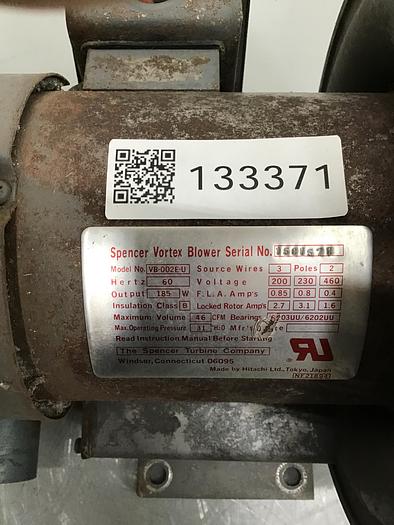 133371
Spencer Vortex Blower Serial No.
Model No. VB-002E-U Source Wires 3 Poles 2
Hertz 60 Voltage 200 230 460
Output 185 W F.L.A. Amp's 0.85 0.8 0.4
Insulation Class B Locked Rotor Amp's 2.7 3.1 1.6
Maximum Volume 46 CFM Bearings 6203UU/6202UU
Max. Operating Pressure 31 "H2O Mfr's
Read Instruction Manual Before Starting
The Spencer Turbine Company
Windsor, Connecticut 06095
Made by Hitachi Ltd., Tokyo, Japan